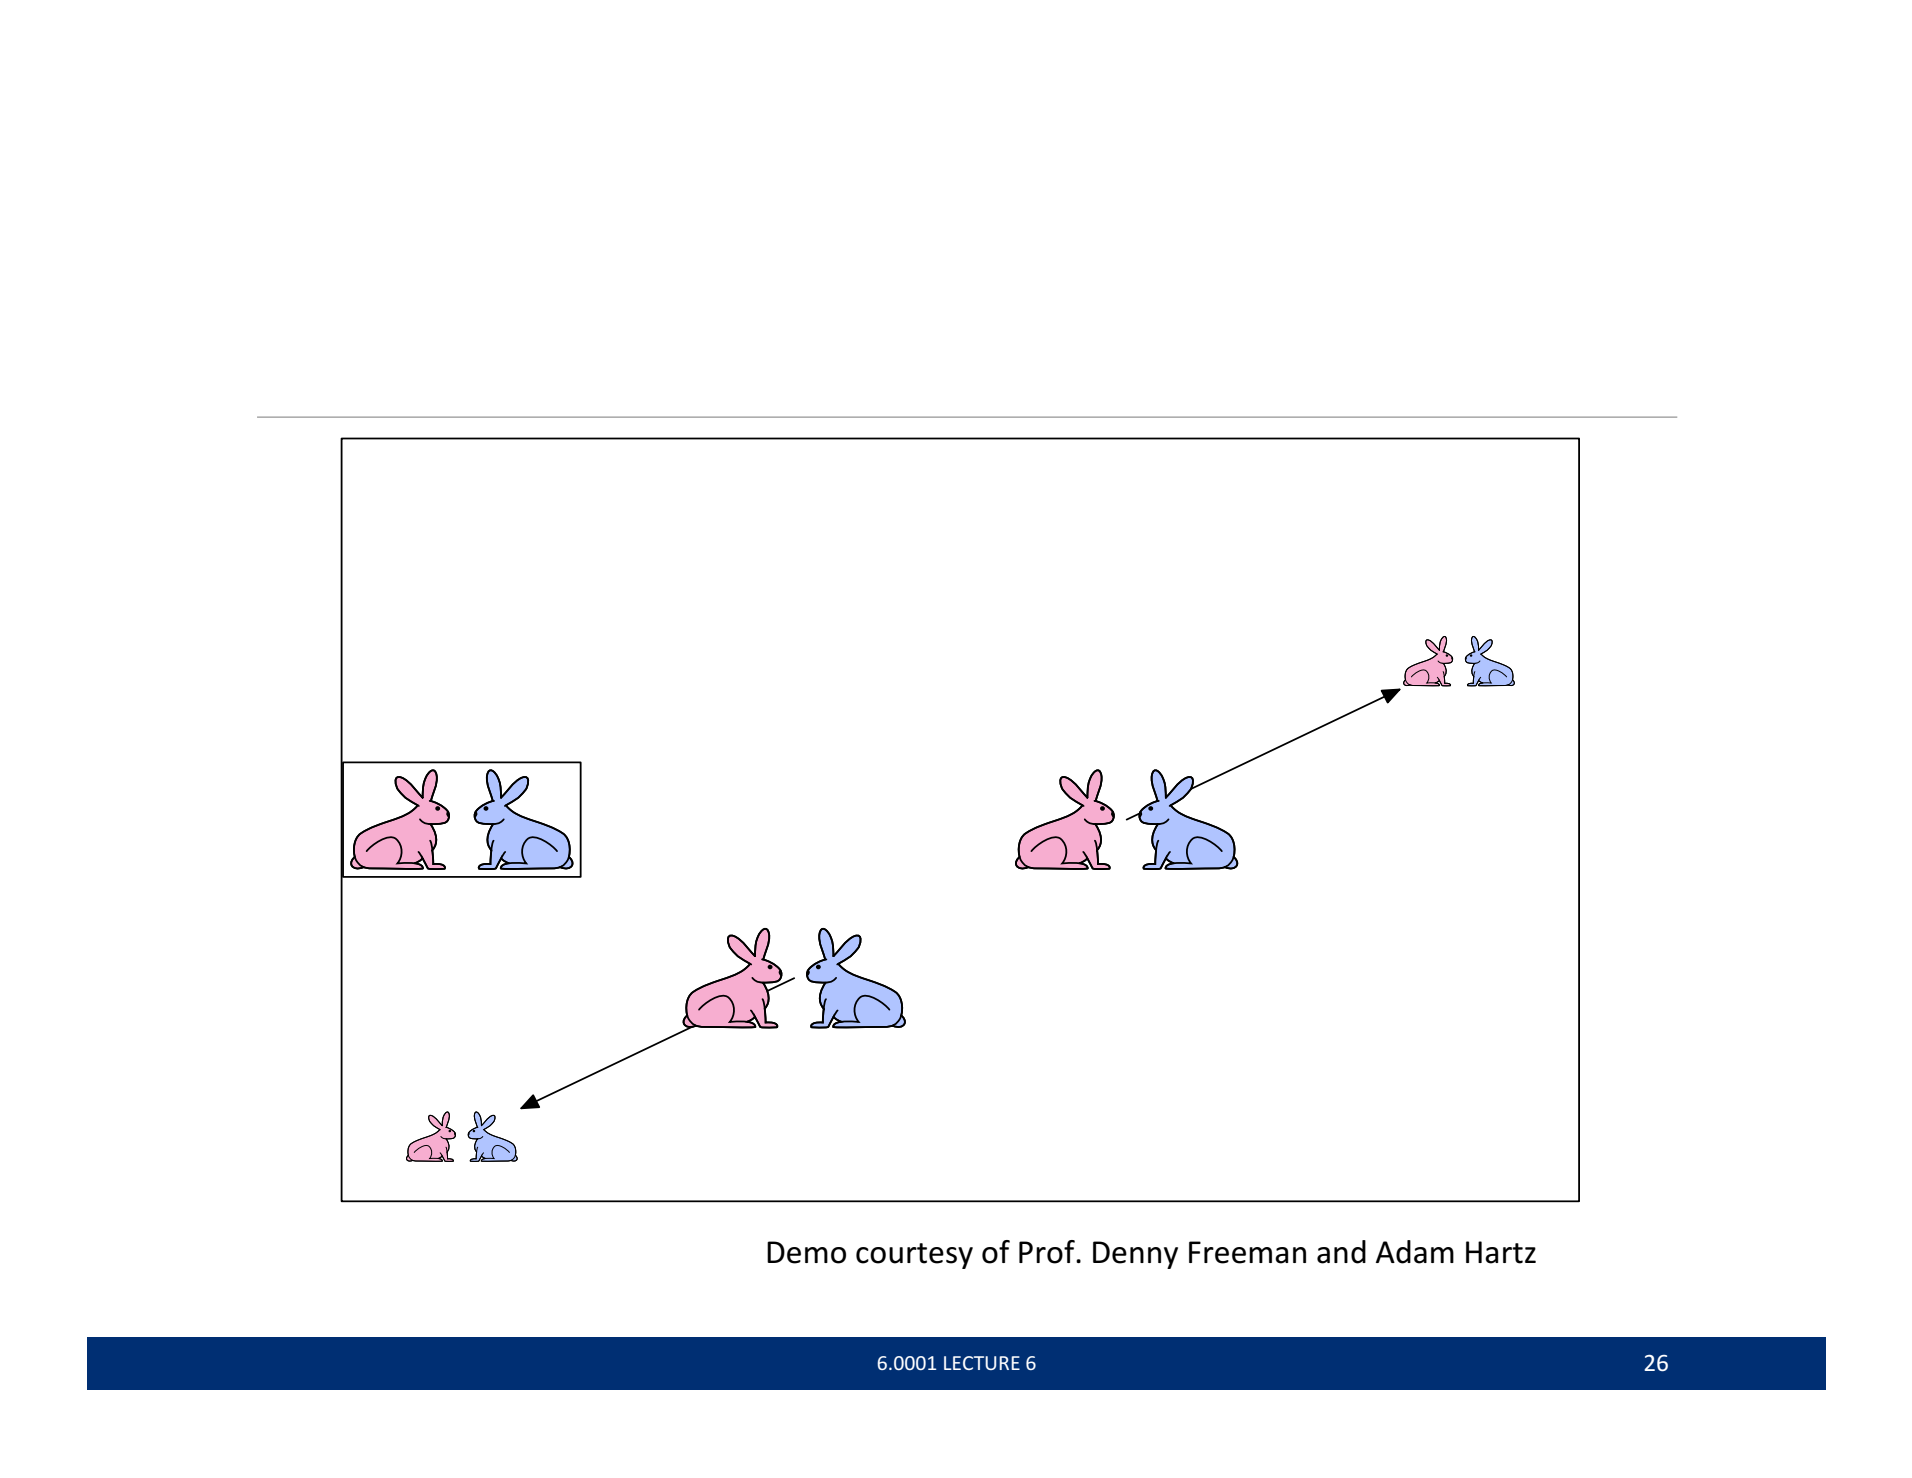 Demo courtesy of Prof. Denny Freeman and Adam Hartz
6.0001 LECTURE 6
26